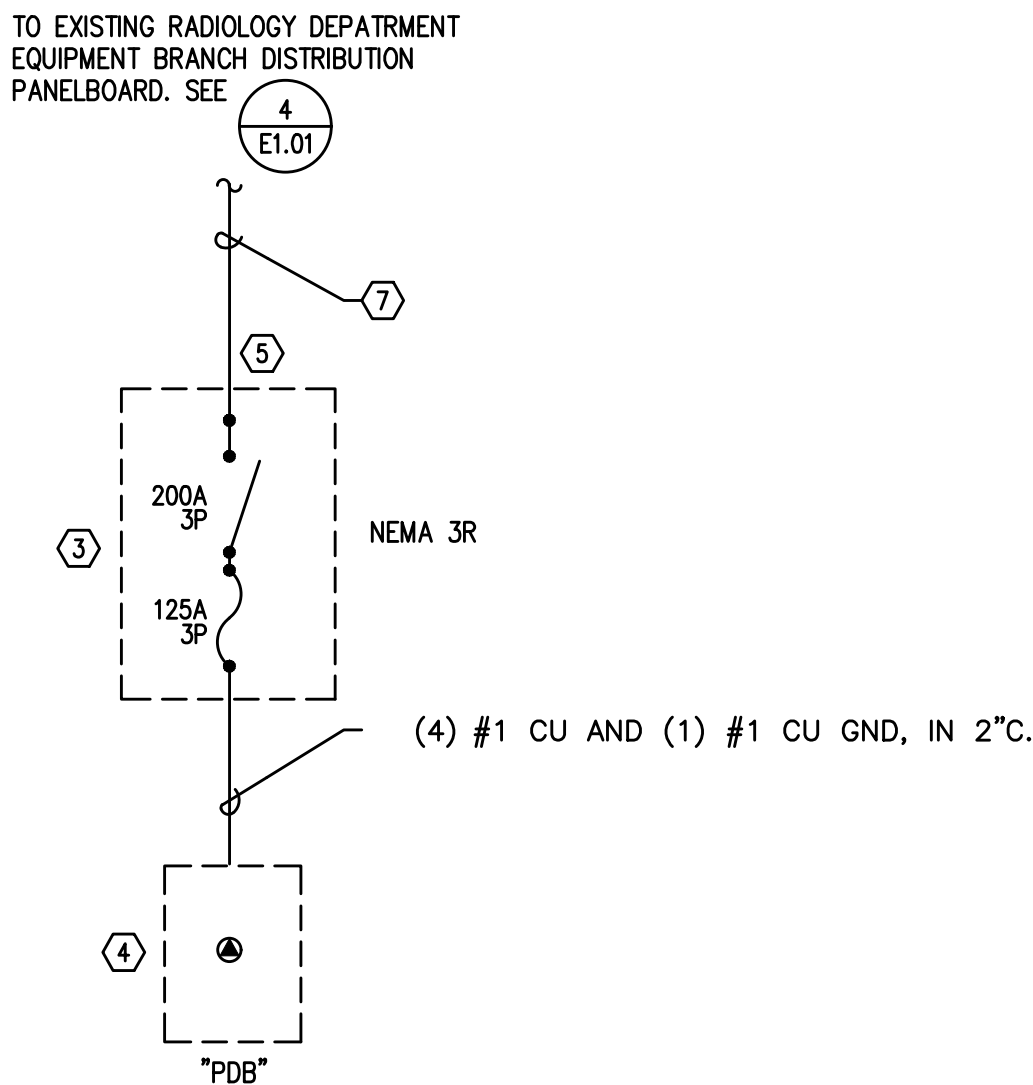 TO EXISTING RADIOLOGY DEPATRMENT
EQUIPMENT BRANCH DISTRIBUTION
PANELBOARD. SEE
4
E1.01
7
5
200A
3P
3
NEMA 3R
125A
3P
(4) #1 CU AND (1) #1 CU GND, IN 2"C.
4
"PDB"